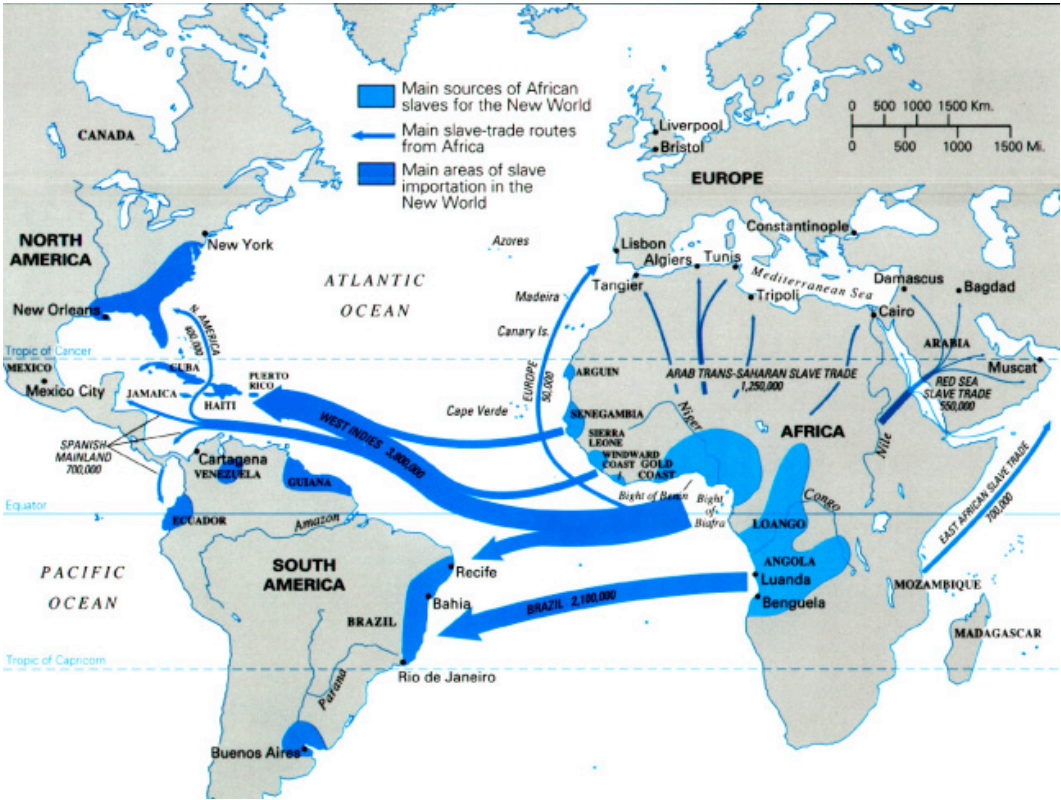 Main sources of African
slaves for the New World
Main slave-trade routes
from Africa
Main areas of slave
importation in the
New World
0 500 1000 1500 Km.
0 500 1000 1500 Mi.
CANADA
Liverpool
Bristol
EUROPE
NORTH
AMERICA
New York
Azores
Lisbon
Constantinople
Algiers
Tunis
ATLANTIC
OCEAN
Mediterranean Sea
Damascus
Bagdad
Madeira
Tangier
Tripoli
Cairo
New Orleans
N. AMERICA
400,000
Canary Is.
ARABIA
Tropic of Cancer
MEXICO
Mexico City
CUBA
PUERTO
RICO
JAMAICA
HAITI
EUROPE
50,000
ARGUIN
ARAB TRANS-SAHARAN SLAVE TRADE
1,250,000
Muscat
RED SEA
SLAVE TRADE
550,000
Cape Verde
SENEGAMBIA
Niger
AFRICA
Nile
WEST INDIES 3,800,000
SIERRA
LEONE
WINDWARD
COAST
GOLD
COAST
SPANISH
MAINLAND
700,000
Cartagena
VENEZUELA
GUIANA
Bight of Benin
Bight
of
Biafra
Congo
EAST AFRICAN SLAVE TRADE
700,000
Equator
ECUADOR
Amazon
LOANGO
PACIFIC
OCEAN
SOUTH
AMERICA
Recife
ANGOLA
Luanda
Benguela
MOZAMBIQUE
Bahia
BRAZIL
BRAZIL 2,100,000
MADAGASCAR
Tropic of Capricorn
Rio de Janeiro
Parana
Buenos Aires